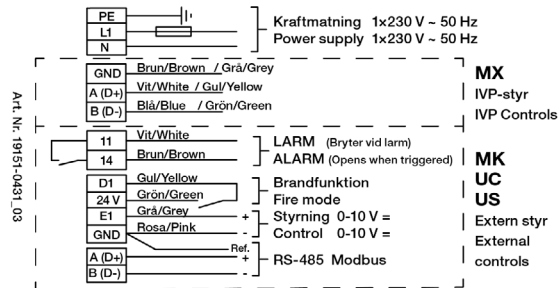 PE
L1
N
Kraftmatning 1x230 V ~ 50 Hz
Power supply 1x230 V ~ 50 Hz
GND Brun/Brown / Grå/Grey
A (D+) Vit/White / Gul/Yellow
B (D-) Blå/Blue / Grön/Green
MX
IVP-styr
IVP Controls
Art. Nr. 19151-0431_03
11 Vit/White
14 Brun/Brown
LARM (Bryter vid larm)
ALARM (Opens when triggered)
D1 Gul/Yellow
24 V Grön/Green
Brandfunktion
Fire mode
E1 Grå/Grey +
GND Rosa/Pink -
Styrning 0-10 V =
Control 0-10 V =
Ref.
A (D+) +
B (D-) -
RS-485 Modbus
MK
UC
US
Extern styr
External
controls